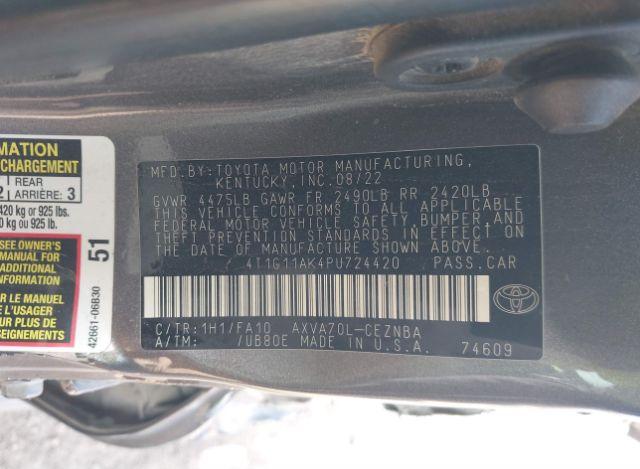 MATION
CHARGEMENT
2 REAR
ARRIÈRE: 3
420 kg or 925 lbs.
0 kg ou 925 lb.
SEE OWNER'S
MANUAL FOR
ADDITIONAL
INFORMATION
R LE MANUEL
R POUR PLUS
SEIGNEMENTS
51
42661-06B30
MFD.BY:TOYOTA MOTOR MANUFACTURING,
KENTUCKY, INC. 08/22
GVWR 4475LB GAWR FR 2490LB RR 2420LB
THIS VEHICLE CONFORMS TO ALL APPLICABLE
FEDERAL MOTOR VEHICLE SAFETY, BUMPER, AND
THEFT PREVENTION STANDARDS IN EFFECT ON
THE DATE OF MANUFACTURE SHOWN ABOVE.
4T1G11AK4PU724420 PASS.CAR
C/TR:1H1/FA10 AXVA70L-CEZNBA
A/TM: /UB80E MADE IN U.S.A. 74609
TOYOTA